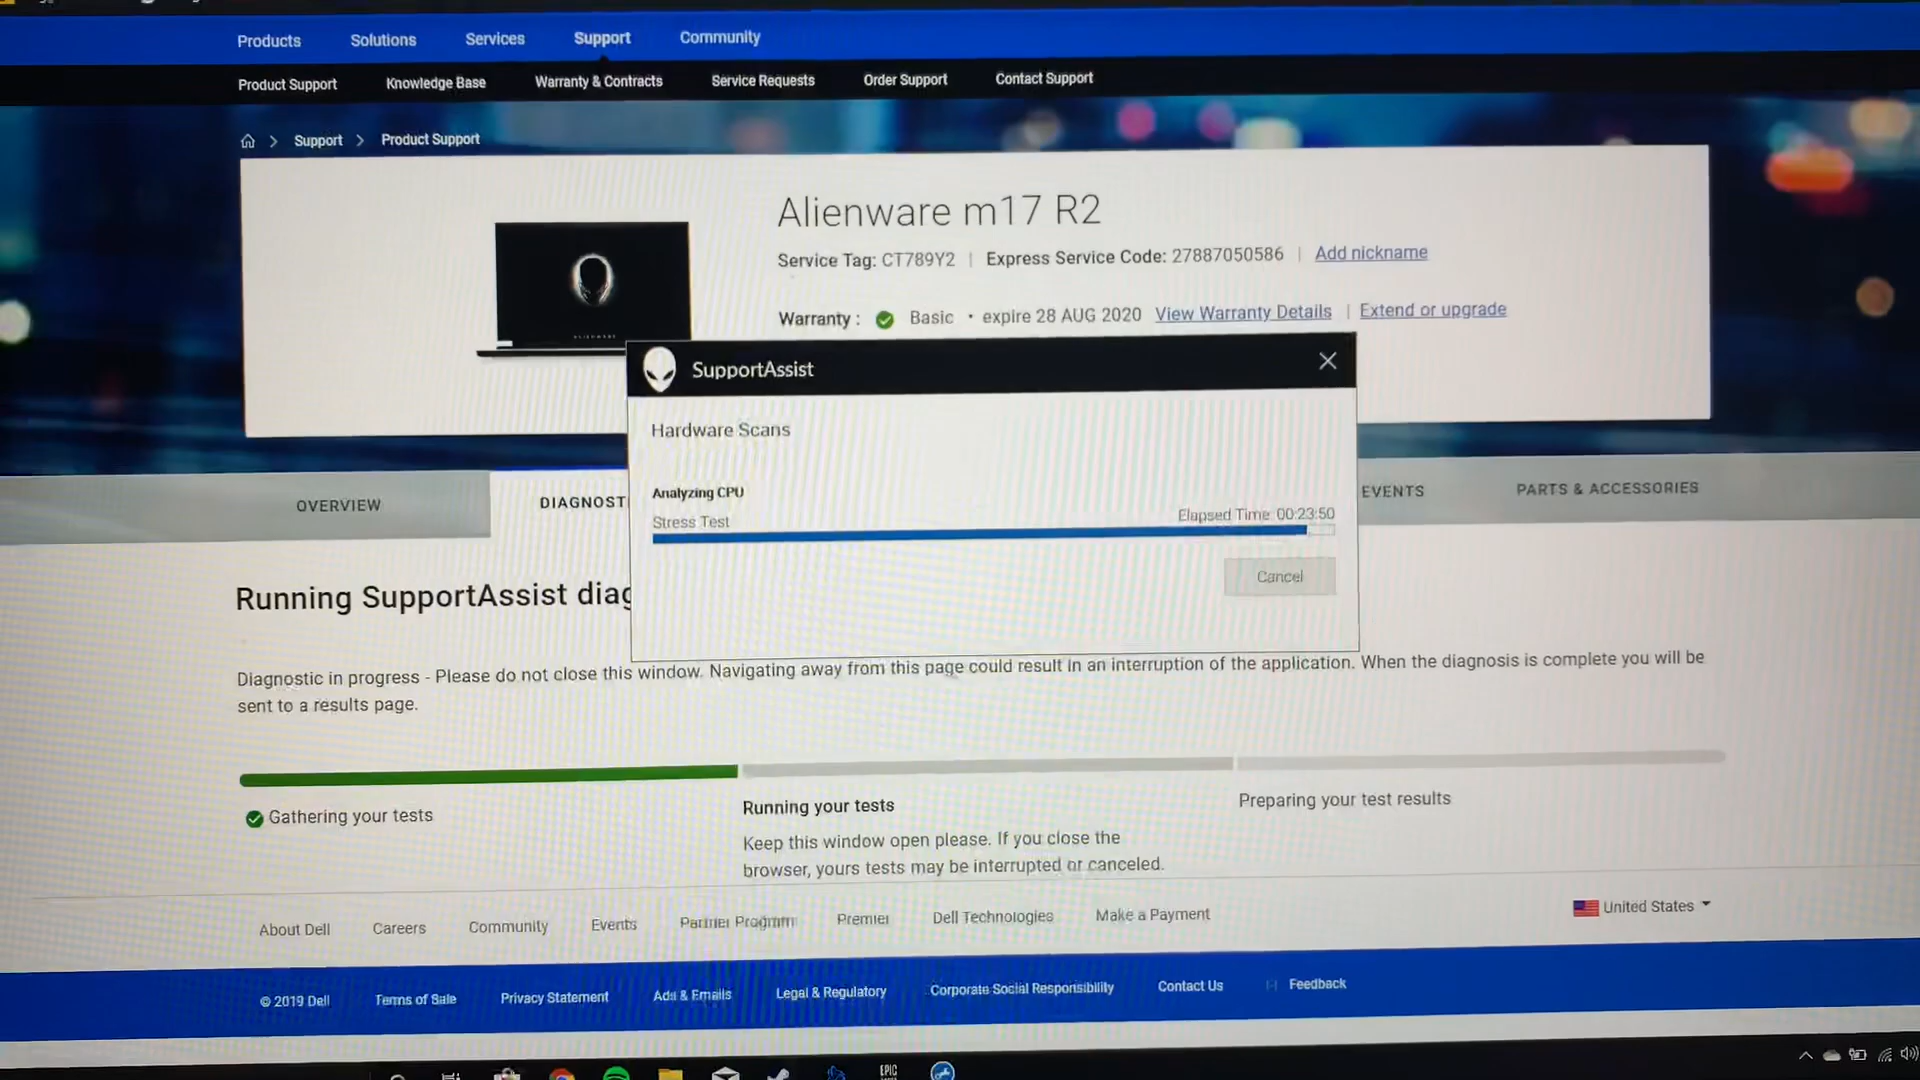 Products Solutions Services Support Community
Product Support Knowledge Base Warranty & Contracts Service Requests Order Support Contact Support
Support Product Support
Alienware m17 R2
Service Tag: CT789Y2 | Express Service Code: 27887050586 | Add nickname
Warranty : Basic • expire 28 AUG 2020 View Warranty Details | Extend or upgrade
ALIENWARE
SupportAssist
Hardware Scans
Analyzing CPU
Stress Test Elapsed Time: 00:23:50
Cancel
OVERVIEW DIAGNOST EVENTS PARTS & ACCESSORIES
Running SupportAssist diag
Diagnostic in progress - Please do not close this window. Navigating away from this page could result in an interruption of the application. When the diagnosis is complete you will be
sent to a results page.
Gathering your tests
Running your tests
Keep this window open please. If you close the
browser, yours tests may be interrupted or canceled.
Preparing your test results
About Dell Careers Community Events Partner Program Premier Dell Technologies Make a Payment
United States
© 2019 Dell Terms of Sale Privacy Statement Ads & Emails Legal & Regulatory Corporate Social Responsibility Contact Us Feedback
EPIC